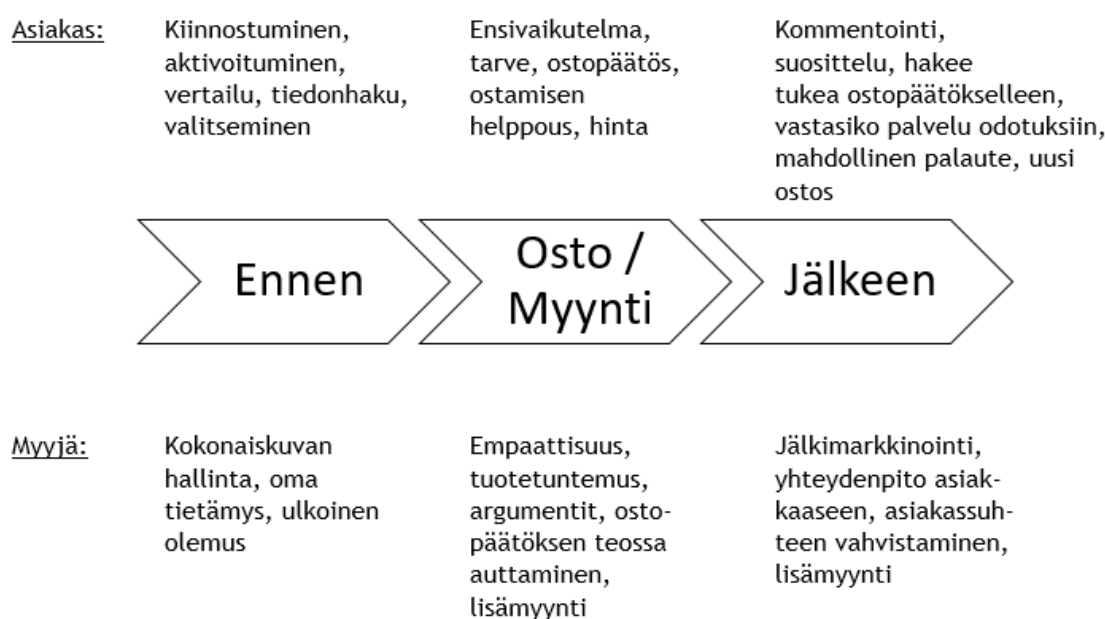 Asiakas:
Kiinnostuminen,
aktivoituminen,
vertailu, tiedonhaku,
valitseminen
Ensivaikutelma,
tarve, ostopäätös,
ostamisen
helppous, hinta
Kommentointi,
suosittelu, hakee
tukea ostopäätökselleen,
vastasiko palvelu odotuksiin,
mahdollinen palaute, uusi
ostos
Ennen
Osto /
Myynti
Jälkeen
Myyjä:
Kokonaiskuvan
hallinta, oma
tietämys, ulkoinen
olemus
Empaattisuus,
tuotetuntemus,
argumentit, osto-
päätöksen teossa
auttaminen,
lisämyynti
Jälkimarkkinointi,
yhteydenpito asiak-
kaaseen, asiakassuh-
teen vahvistaminen,
lisämyynti